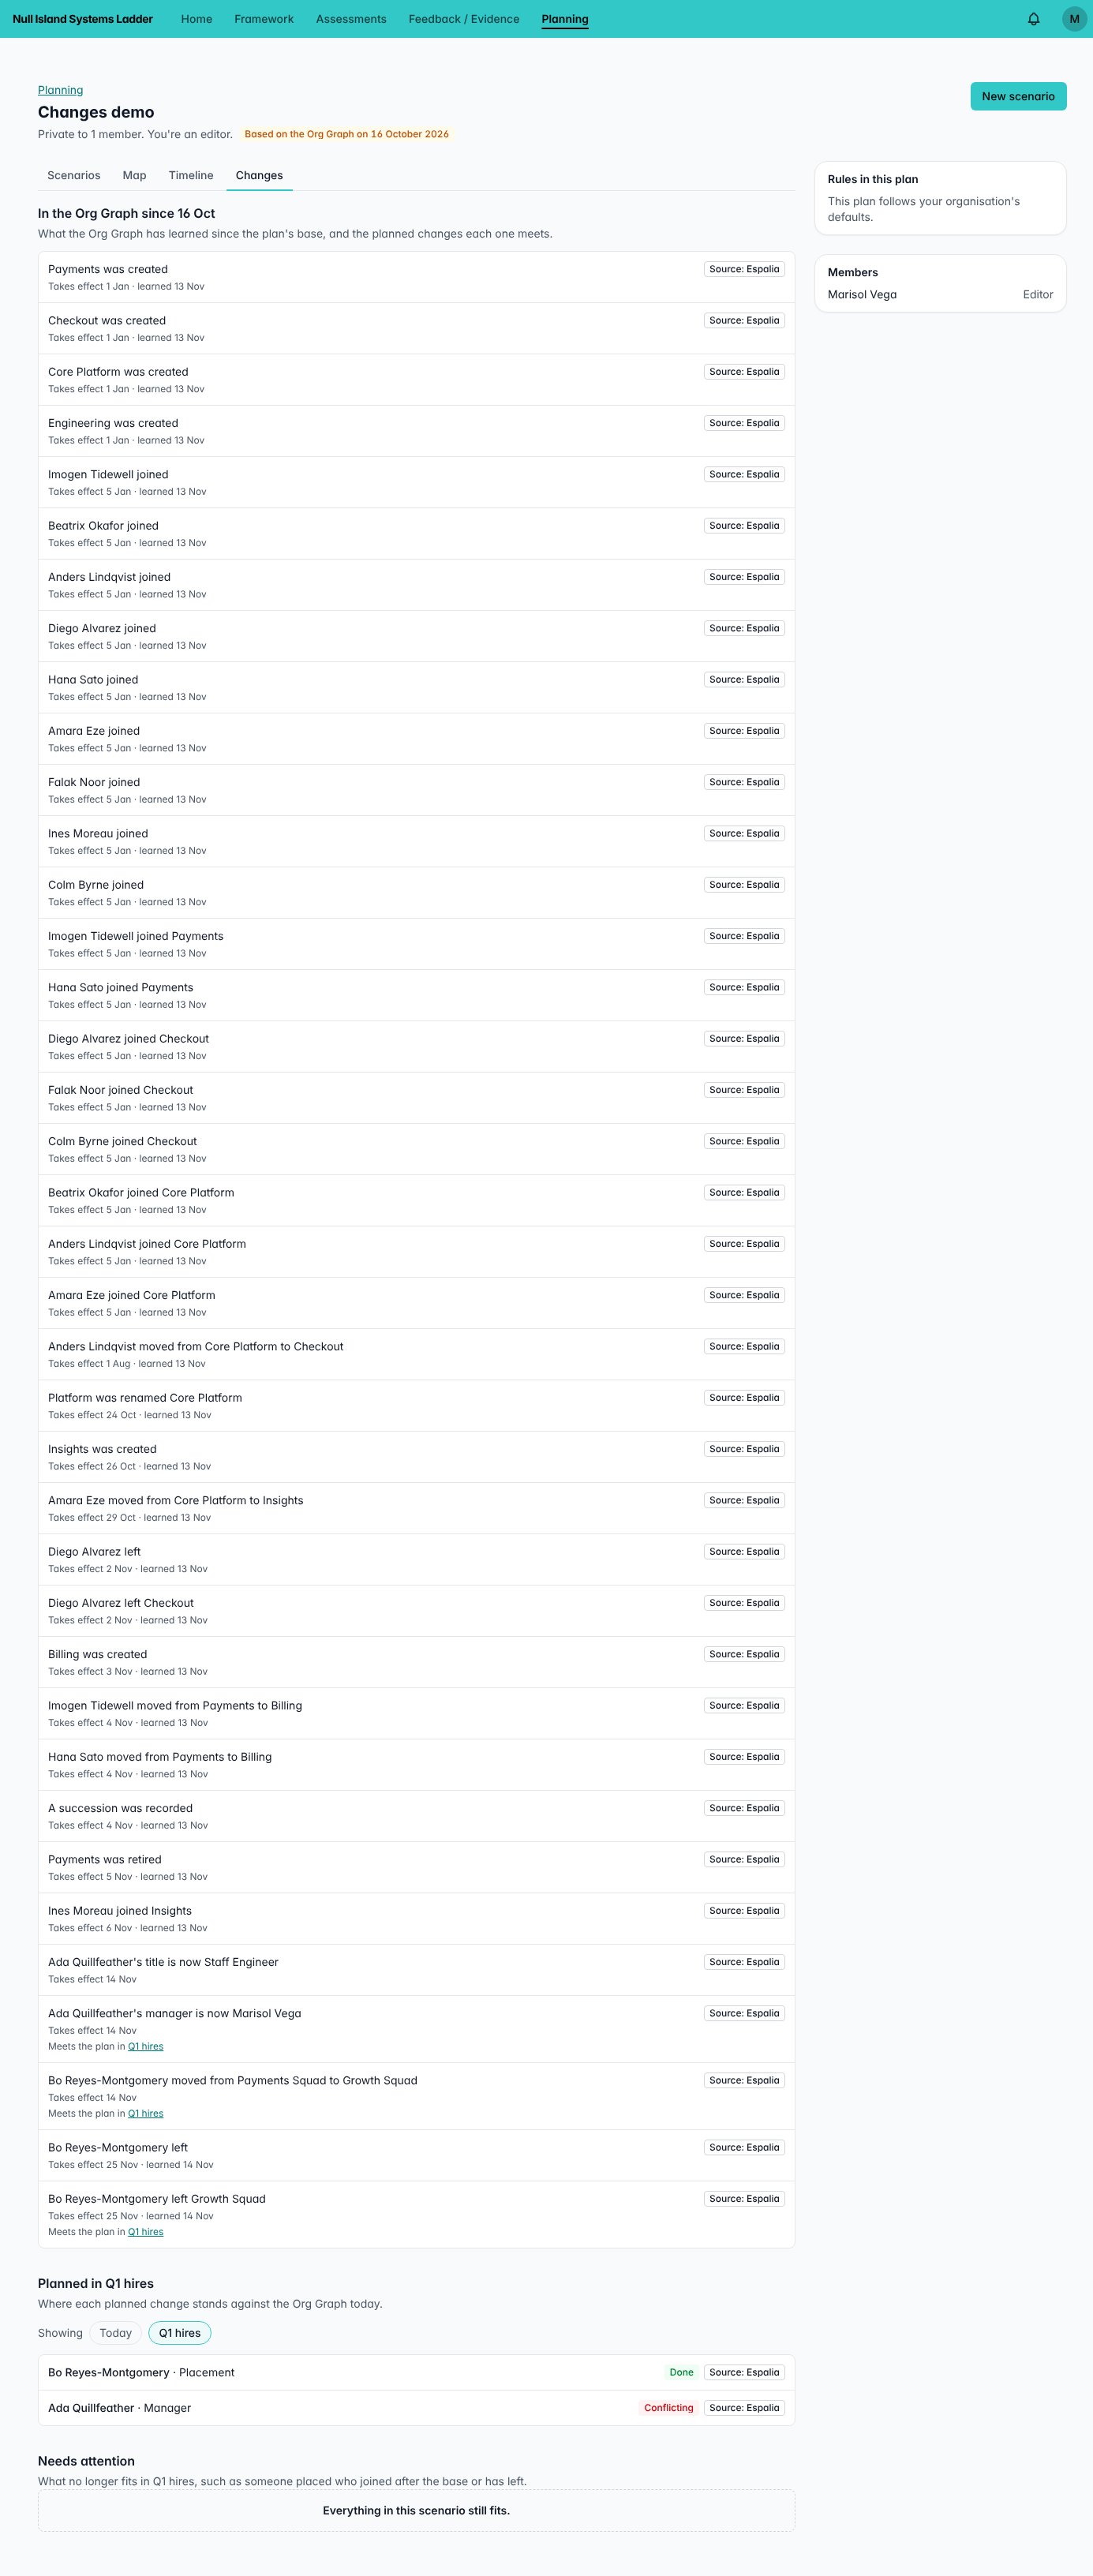 Null Island Systems Ladder
Home
Framework
Assessments
Feedback / Evidence
Planning
M
Planning
New scenario
Changes demo
Private to 1 member. You're an editor.
Based on the Org Graph on 16 October 2026
Scenarios
Map
Timeline
Changes
In the Org Graph since 16 Oct
What the Org Graph has learned since the plan's base, and the planned changes each one meets.
Payments was created
Source: Espalia
Takes effect 1 Jan · learned 13 Nov
Checkout was created
Source: Espalia
Takes effect 1 Jan · learned 13 Nov
Core Platform was created
Source: Espalia
Takes effect 1 Jan · learned 13 Nov
Engineering was created
Source: Espalia
Takes effect 1 Jan · learned 13 Nov
Imogen Tidewell joined
Source: Espalia
Takes effect 5 Jan · learned 13 Nov
Beatrix Okafor joined
Source: Espalia
Takes effect 5 Jan · learned 13 Nov
Anders Lindqvist joined
Source: Espalia
Takes effect 5 Jan · learned 13 Nov
Diego Alvarez joined
Source: Espalia
Takes effect 5 Jan · learned 13 Nov
Hana Sato joined
Source: Espalia
Takes effect 5 Jan · learned 13 Nov
Amara Eze joined
Source: Espalia
Takes effect 5 Jan · learned 13 Nov
Falak Noor joined
Source: Espalia
Takes effect 5 Jan · learned 13 Nov
Ines Moreau joined
Source: Espalia
Takes effect 5 Jan · learned 13 Nov
Colm Byrne joined
Source: Espalia
Takes effect 5 Jan · learned 13 Nov
Imogen Tidewell joined Payments
Source: Espalia
Takes effect 5 Jan · learned 13 Nov
Hana Sato joined Payments
Source: Espalia
Takes effect 5 Jan · learned 13 Nov
Diego Alvarez joined Checkout
Source: Espalia
Takes effect 5 Jan · learned 13 Nov
Falak Noor joined Checkout
Source: Espalia
Takes effect 5 Jan · learned 13 Nov
Colm Byrne joined Checkout
Source: Espalia
Takes effect 5 Jan · learned 13 Nov
Beatrix Okafor joined Core Platform
Source: Espalia
Takes effect 5 Jan · learned 13 Nov
Anders Lindqvist joined Core Platform
Source: Espalia
Takes effect 5 Jan · learned 13 Nov
Amara Eze joined Core Platform
Source: Espalia
Takes effect 5 Jan · learned 13 Nov
Anders Lindqvist moved from Core Platform to Checkout
Source: Espalia
Takes effect 1 Aug · learned 13 Nov
Platform was renamed Core Platform
Source: Espalia
Takes effect 24 Oct · learned 13 Nov
Insights was created
Source: Espalia
Takes effect 26 Oct · learned 13 Nov
Amara Eze moved from Core Platform to Insights
Source: Espalia
Takes effect 29 Oct · learned 13 Nov
Diego Alvarez left
Source: Espalia
Takes effect 2 Nov · learned 13 Nov
Diego Alvarez left Checkout
Source: Espalia
Takes effect 2 Nov · learned 13 Nov
Billing was created
Source: Espalia
Takes effect 3 Nov · learned 13 Nov
Imogen Tidewell moved from Payments to Billing
Source: Espalia
Takes effect 4 Nov · learned 13 Nov
Hana Sato moved from Payments to Billing
Source: Espalia
Takes effect 4 Nov · learned 13 Nov
A succession was recorded
Source: Espalia
Takes effect 4 Nov · learned 13 Nov
Payments was retired
Source: Espalia
Takes effect 5 Nov · learned 13 Nov
Ines Moreau joined Insights
Source: Espalia
Takes effect 6 Nov · learned 13 Nov
Ada Quillfeather's title is now Staff Engineer
Source: Espalia
Takes effect 14 Nov
Ada Quillfeather's manager is now Marisol Vega
Source: Espalia
Takes effect 14 Nov
Meets the plan in Q1 hires
Bo Reyes-Montgomery moved from Payments Squad to Growth Squad
Source: Espalia
Takes effect 14 Nov
Meets the plan in Q1 hires
Bo Reyes-Montgomery left
Source: Espalia
Takes effect 25 Nov · learned 14 Nov
Bo Reyes-Montgomery left Growth Squad
Source: Espalia
Takes effect 25 Nov · learned 14 Nov
Meets the plan in Q1 hires
Planned in Q1 hires
Where each planned change stands against the Org Graph today.
Showing
Today
Q1 hires
Bo Reyes-Montgomery · Placement
Done
Source: Espalia
Ada Quillfeather · Manager
Conflicting
Source: Espalia
Needs attention
What no longer fits in Q1 hires, such as someone placed who joined after the base or has left.
Everything in this scenario still fits.
Rules in this plan
This plan follows your organisation's
defaults.
Members
Marisol Vega
Editor